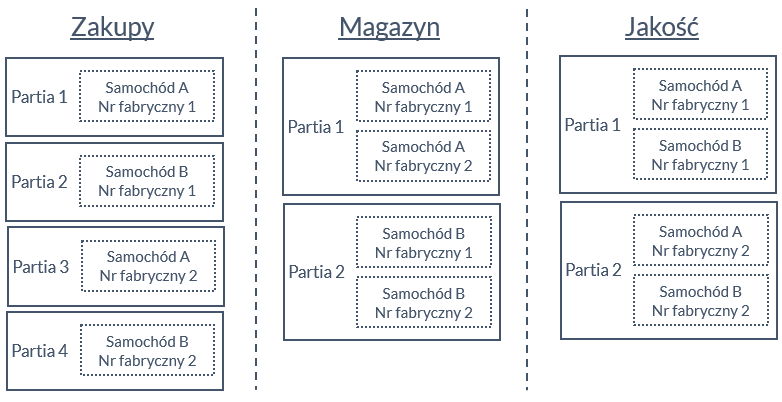 Zakupy
Partia 1
Samochód A
Nr fabryczny 1
Partia 2
Samochód B
Nr fabryczny 1
Partia 3
Samochód A
Nr fabryczny 2
Partia 4
Samochód B
Nr fabryczny 2
Magazyn
Partia 1
Samochód A
Nr fabryczny 1
Samochód A
Nr fabryczny 2
Partia 2
Samochód B
Nr fabryczny 1
Samochód B
Nr fabryczny 2
Jakość
Partia 1
Samochód A
Nr fabryczny 1
Samochód B
Nr fabryczny 1
Partia 2
Samochód A
Nr fabryczny 2
Samochód B
Nr fabryczny 2